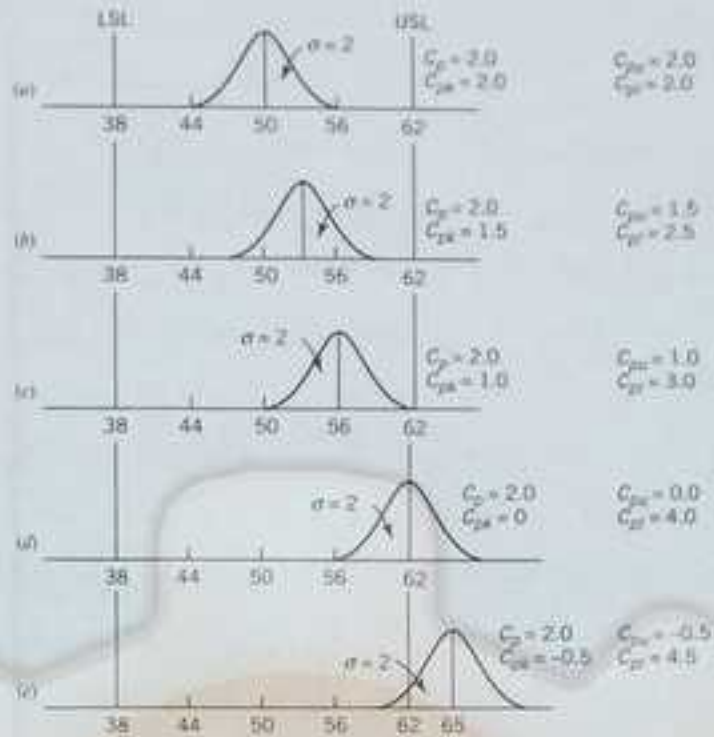 LSL USL
σ = 2
Cp = 2.0 Cpu = 2.0
(a) Cpk = 2.0 Cpl = 2.0
38 44 50 56 62
σ = 2
Cp = 2.0 Cpu = 1.5
(b) Cpk = 1.5 Cpl = 2.5
38 44 50 56 62
σ = 2
Cp = 2.0 Cpu = 1.0
(c) Cpk = 1.0 Cpl = 3.0
38 44 50 56 62
σ = 2
Cp = 2.0 Cpu = 0.0
(d) Cpk = 0 Cpl = 4.0
38 44 50 56 62
σ = 2
Cp = 2.0 Cpu = -0.5
(e) Cpk = -0.5 Cpl = 4.5
38 44 50 56 62 65